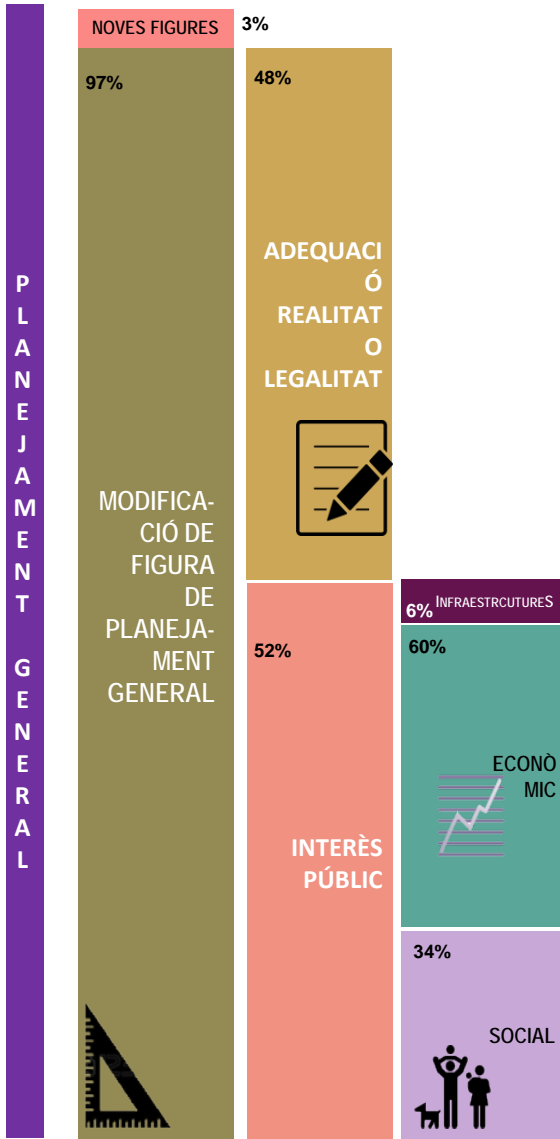 PLANEJAMENT GENERAL
NOVES FIGURES
3%
97%
MODIFICA-
CIÓ DE
FIGURA
DE
PLANEJA-
MENT
GENERAL
48%
ADEQUACI
Ó
REALITAT
O
LEGALITAT
52%
INTERÈS
PÚBLIC
6% INFRAESTRCUTURES
60%
ECONÒ
MIC
34%
SOCIAL